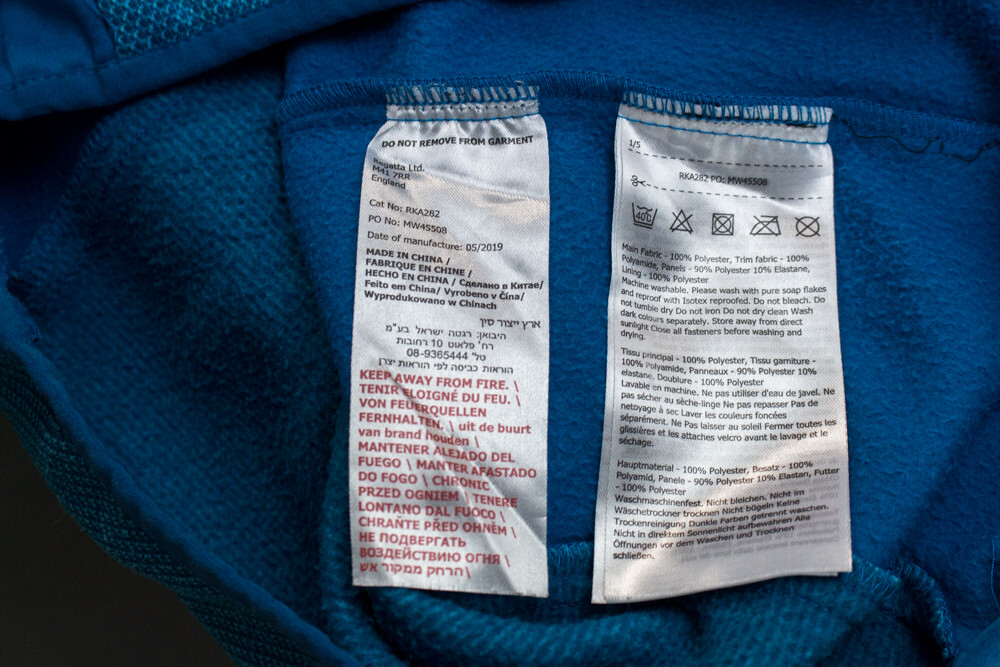 DO NOT REMOVE FROM GARMENT
Regatta Ltd.
M41 7RR
England
Cat No: RKA282
PO No: MW45508
Date of manufacture: 05/2019
MADE IN CHINA /
FABRIQUE EN CHINE /
HECHO EN CHINA / Сделано в Китае/
Feito em China/ Vyrobeno v Čína/
Wyprodukowano w Chinach
ארץ ייצור סין
היבואן: רגטה ישראל בע"מ
רח' פלאוט 10 רחובות
טל" 08-9365444
הוראות כביסה לפי הוראות יצרן
KEEP AWAY FROM FIRE. \
TENIR ÉLOIGNÉ DU FEU. \
VON FEUERQUELLEN
FERNHALTEN. \ uit de buurt
van brand houden \
MANTENER ALEJADO DEL
FUEGO \ MANTER AFASTADO
DO FOGO \ CHRONIC
PRZED OGNIEM \ TENERE
LONTANO DAL FUOCO \
CHRAŇTE PŘED OHNĚM \
НЕ ПОДВЕРГАТЬ
ВОЗДЕЙСТВИЮ ОГНЯ \
הרחק ממקור אש\
1/5
RKA282 PO: MW45508
40C
Main Fabric - 100% Polyester, Trim fabric - 100%
Polyamide, Panels - 90% Polyester 10% Elastane,
Lining - 100% Polyester
Machine washable. Please wash with pure soap flakes
and reproof with Isotex reproofed. Do not bleach. Do
not tumble dry Do not iron Do not dry clean Wash
dark colours separately. Store away from direct
sunlight Close all fasteners before washing and
drying.
Tissu principal - 100% Polyester, Tissu garniture -
100% Polyamide, Panneaux - 90% Polyester 10%
elastane, Doublure - 100% Polyester
Lavable en machine. Ne pas utiliser d'eau de javel. Ne
pas sécher au sèche-linge Ne pas repasser Pas de
nettoyage à sec Laver les couleurs foncées
séparément. Ne pas laisser au soleil Fermer toutes les
glissières et les attaches velcro avant le lavage et le
séchage.
Hauptmaterial - 100% Polyester, Besatz - 100%
Polyamid, Panele - 90% Polyester 10% Elastan, Futter
- 100% Polyester
Waschmaschinenfest. Nicht bleichen. Nicht im
Wäschetrockner trocknen Nicht bügeln Keine
Trockenreinigung Dunkle Farben getrennt waschen.
Nicht in direktem Sonnenlicht aufbewahren Alle
Öffnungen vor dem Waschen und Trocknen
schließen.